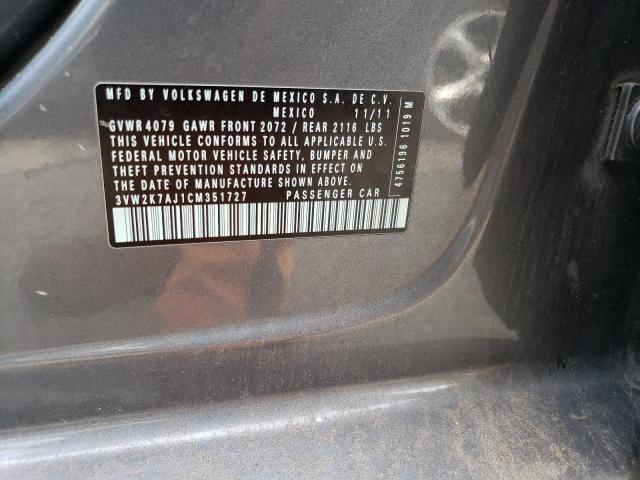 MFD BY VOLKSWAGEN DE MEXICO S.A. DE C.V.
MEXICO 11/11
GVWR 4079 GAWR FRONT 2072 / REAR 2116 LBS
THIS VEHICLE CONFORMS TO ALL APPLICABLE U.S.
FEDERAL MOTOR VEHICLE SAFETY, BUMPER AND
THEFT PREVENTION STANDARDS IN EFFECT ON
THE DATE OF MANUFACTURE SHOWN ABOVE.
3VW2K7AJ1CM351727 PASSENGER CAR
4756196 1019 M